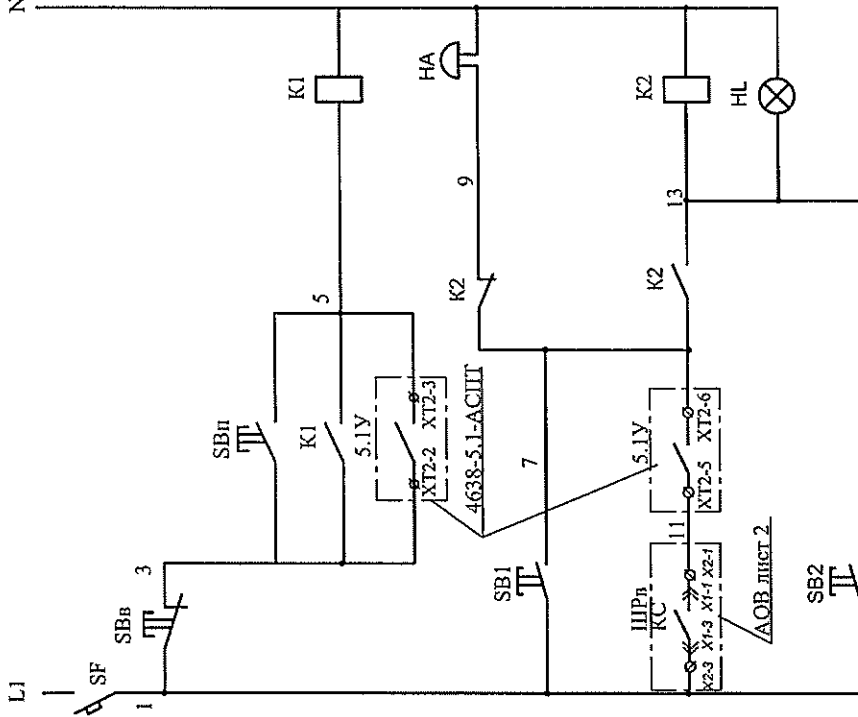 L1
N
SF
1
SBв
3
SBп
K1
5.1У
XT2-2
XT2-3
5
K1
4638-5.1-АСПТ
HA
9
K2
SB1
7
5.1У
XT2-5
XT2-6
K2
13
K2
HL
11
ШРв
КС
X2-3
X1-3
X1-1
X2-1
АОВ лист 2
SB2